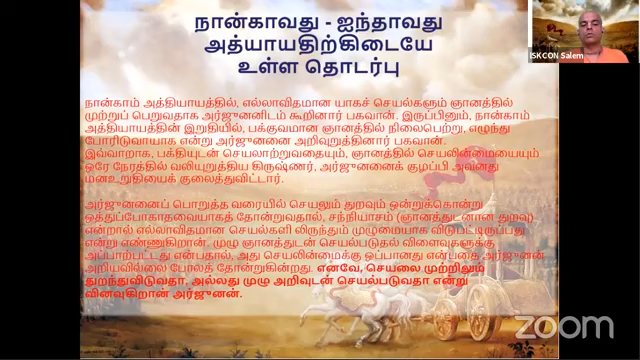 நான்காவது - ஐந்தாவது
அத்யாயதிற்கிடையே
உள்ள தொடர்பு
நான்காம் அத்தியாயத்தில், எல்லாவிதமான யாகச் செயல்களும் ஞானத்தில்
முற்றுப் பெறுவதாக அர்ஜுனனிடம் கூறினார் பகவான். இருப்பினும், நான்காம்
அத்தியாயத்தின் இறுதியில், பக்குவமான ஞானத்தில் நிலைபெற்று, எழுந்து
போரிடுவாயாக என்று அர்ஜுனனை அறிவுறுத்தினார் பகவான்.
இவ்வாறாக, பக்தியுடன் செயலாற்றுவதையும், ஞானத்தில் செயலின்மையையும்
ஒரே நேரத்தில் வலியுறுத்திய கிருஷ்ணர், அர்ஜுனனைக் குழப்பி அவனது
மனஉறுதியைக் குலைத்துவிட்டார்.
அர்ஜுனனைப் பொறுத்த வரையில் செயலும் துறவும் ஒன்றுக்கொன்று
ஒத்துப்போகாதவையாகத் தோன்றுவதால், சந்நியாசம் (ஞானத்துடனான துறவு)
என்றால் எல்லாவிதமான செயல்களி லிருந்தும் முழுமையாக விடுபட்டிருப்பது
என்று எண்ணுகிறான். முழு ஞானத்துடன் செயல்படுதல் விளைவுகளுக்கு
அப்பாற்பட்டது என்பதால், அது செயலின்மைக்கு ஒப்பானது என்பதை அர்ஜுனன்
அறியவில்லை போலத் தோன்றுகின்றது. எனவே, செயலை முற்றிலும்
துறந்துவிடுவதா, அல்லது முழு அறிவுடன் செயல்படுவதா என்று
வினவுகிறான் அர்ஜுனன்.
ISKCON Salem
zoom